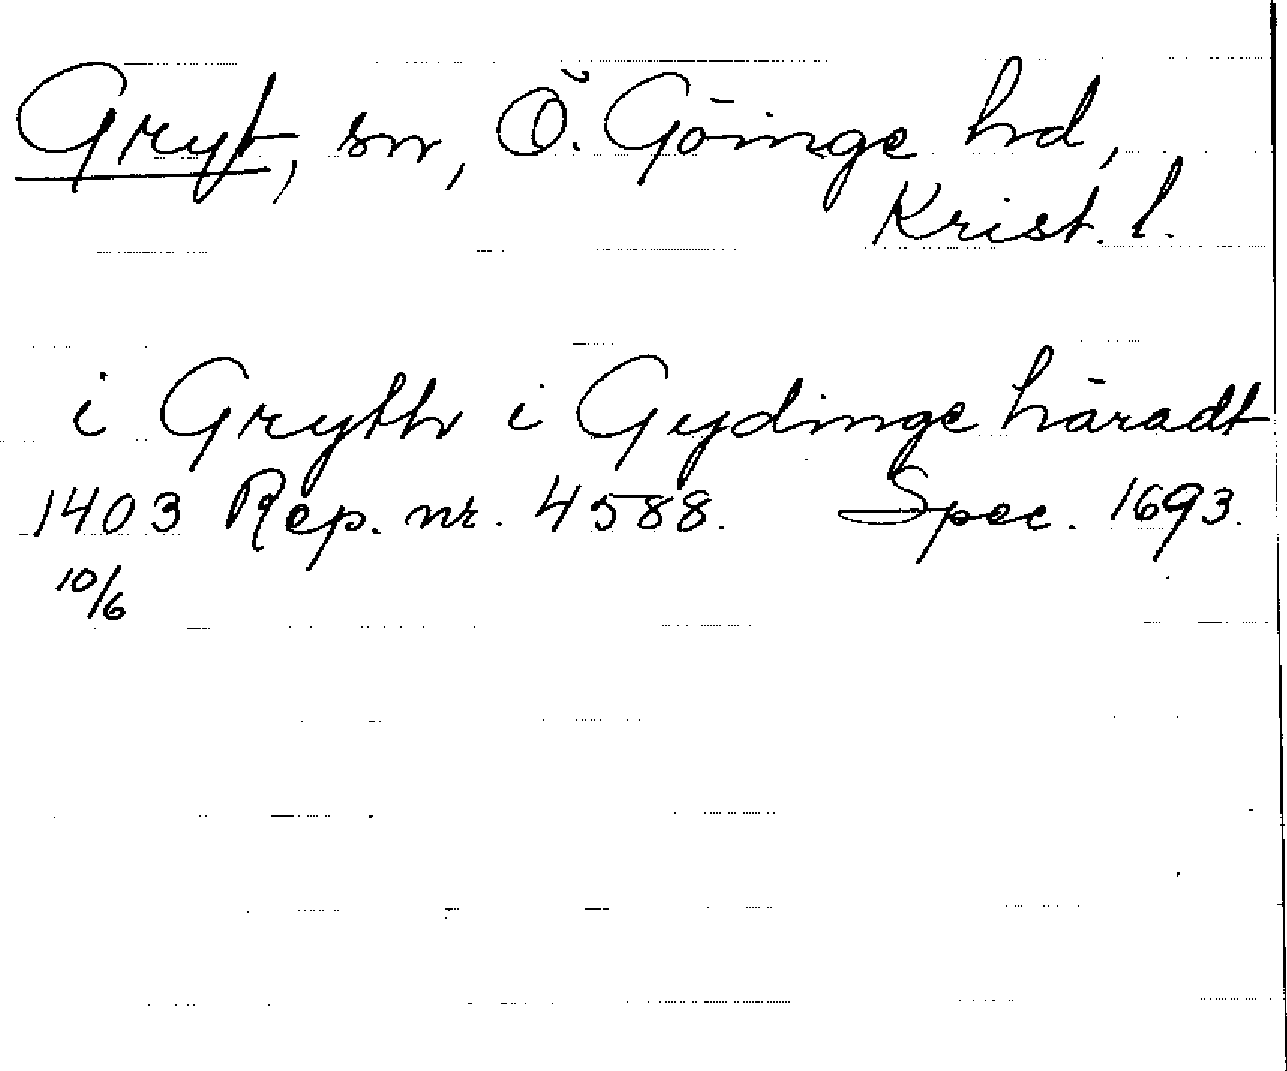 Gryt, sn, Ö. Göinge hd,
Krist. l.
i Gryth i Gydinge häradt
1403 Rep. nr. 4588. Spec. 1693.
10/6